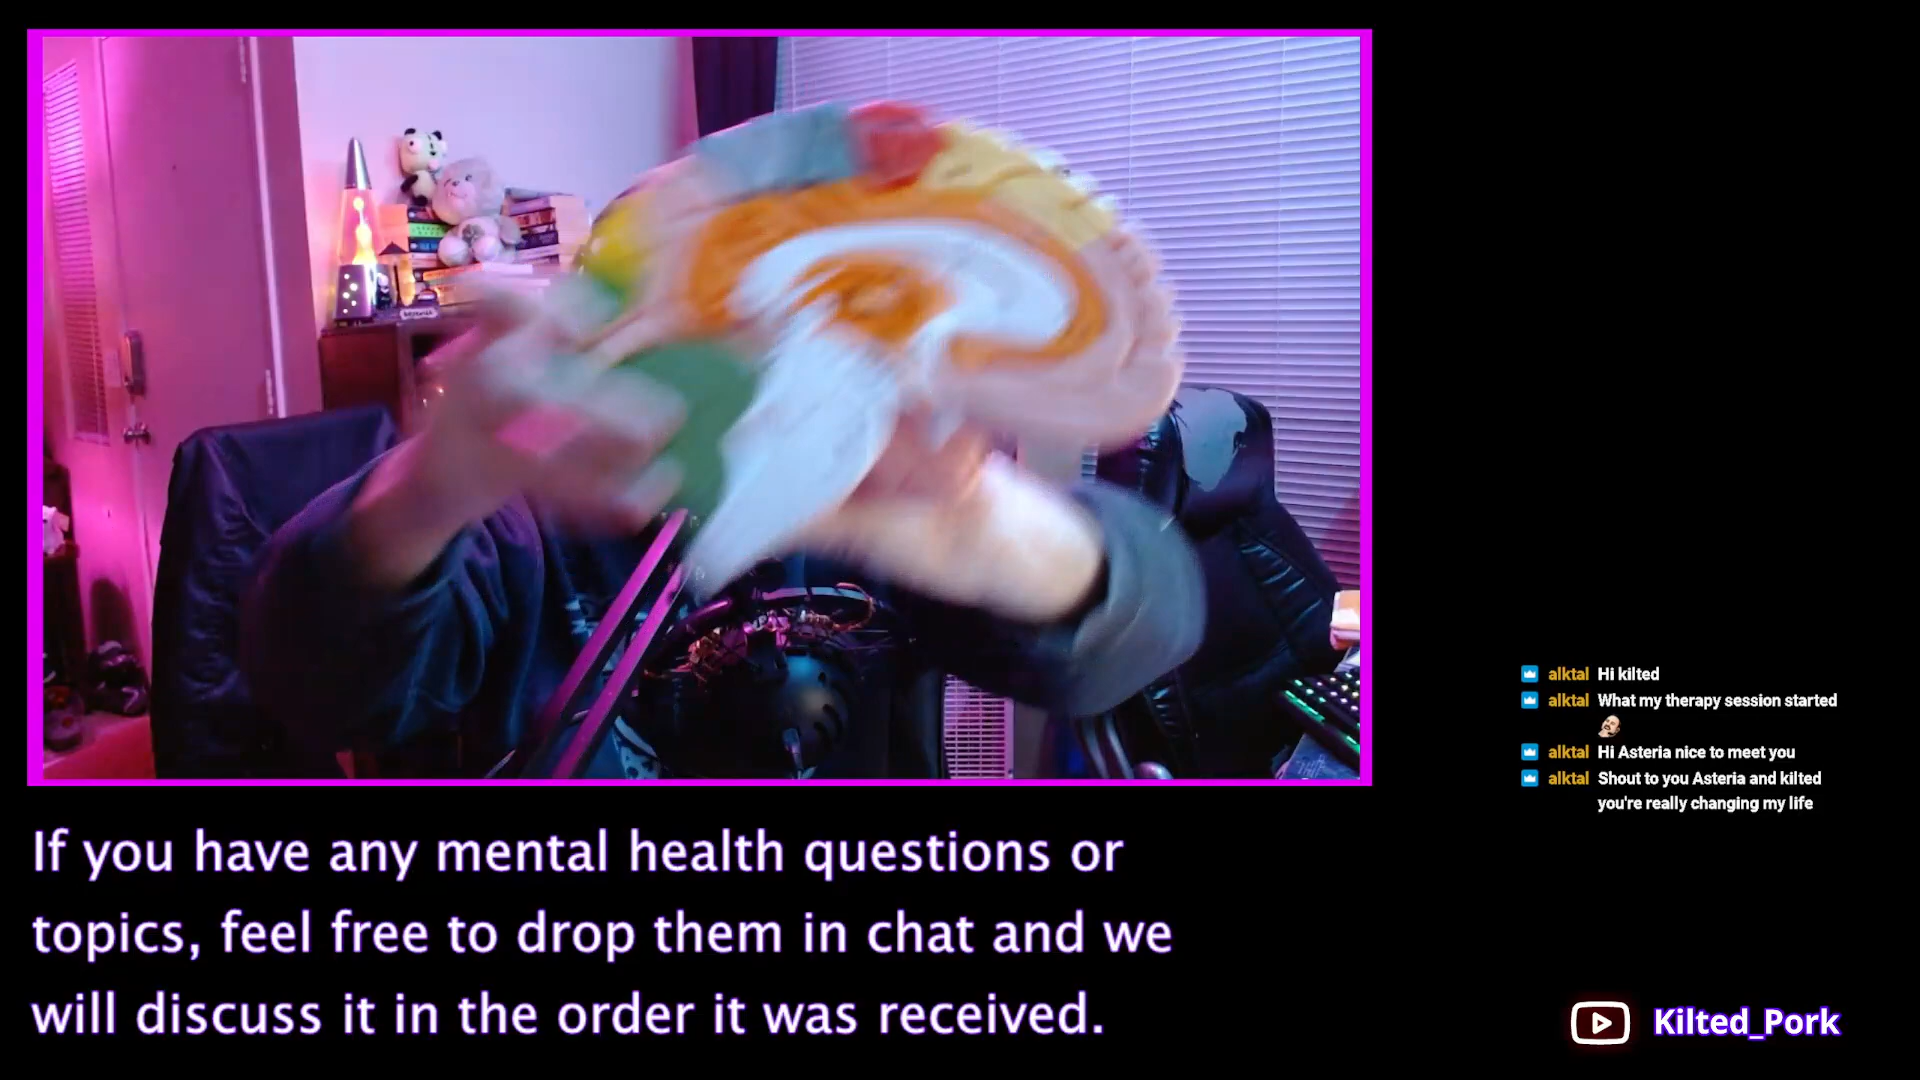 alktal Hi kilted
alktal What my therapy session started
alktal Hi Asteria nice to meet you
alktal Shout to you Asteria and kilted
you're really changing my life
If you have any mental health questions or
topics, feel free to drop them in chat and we
will discuss it in the order it was received.
Kilted_Pork